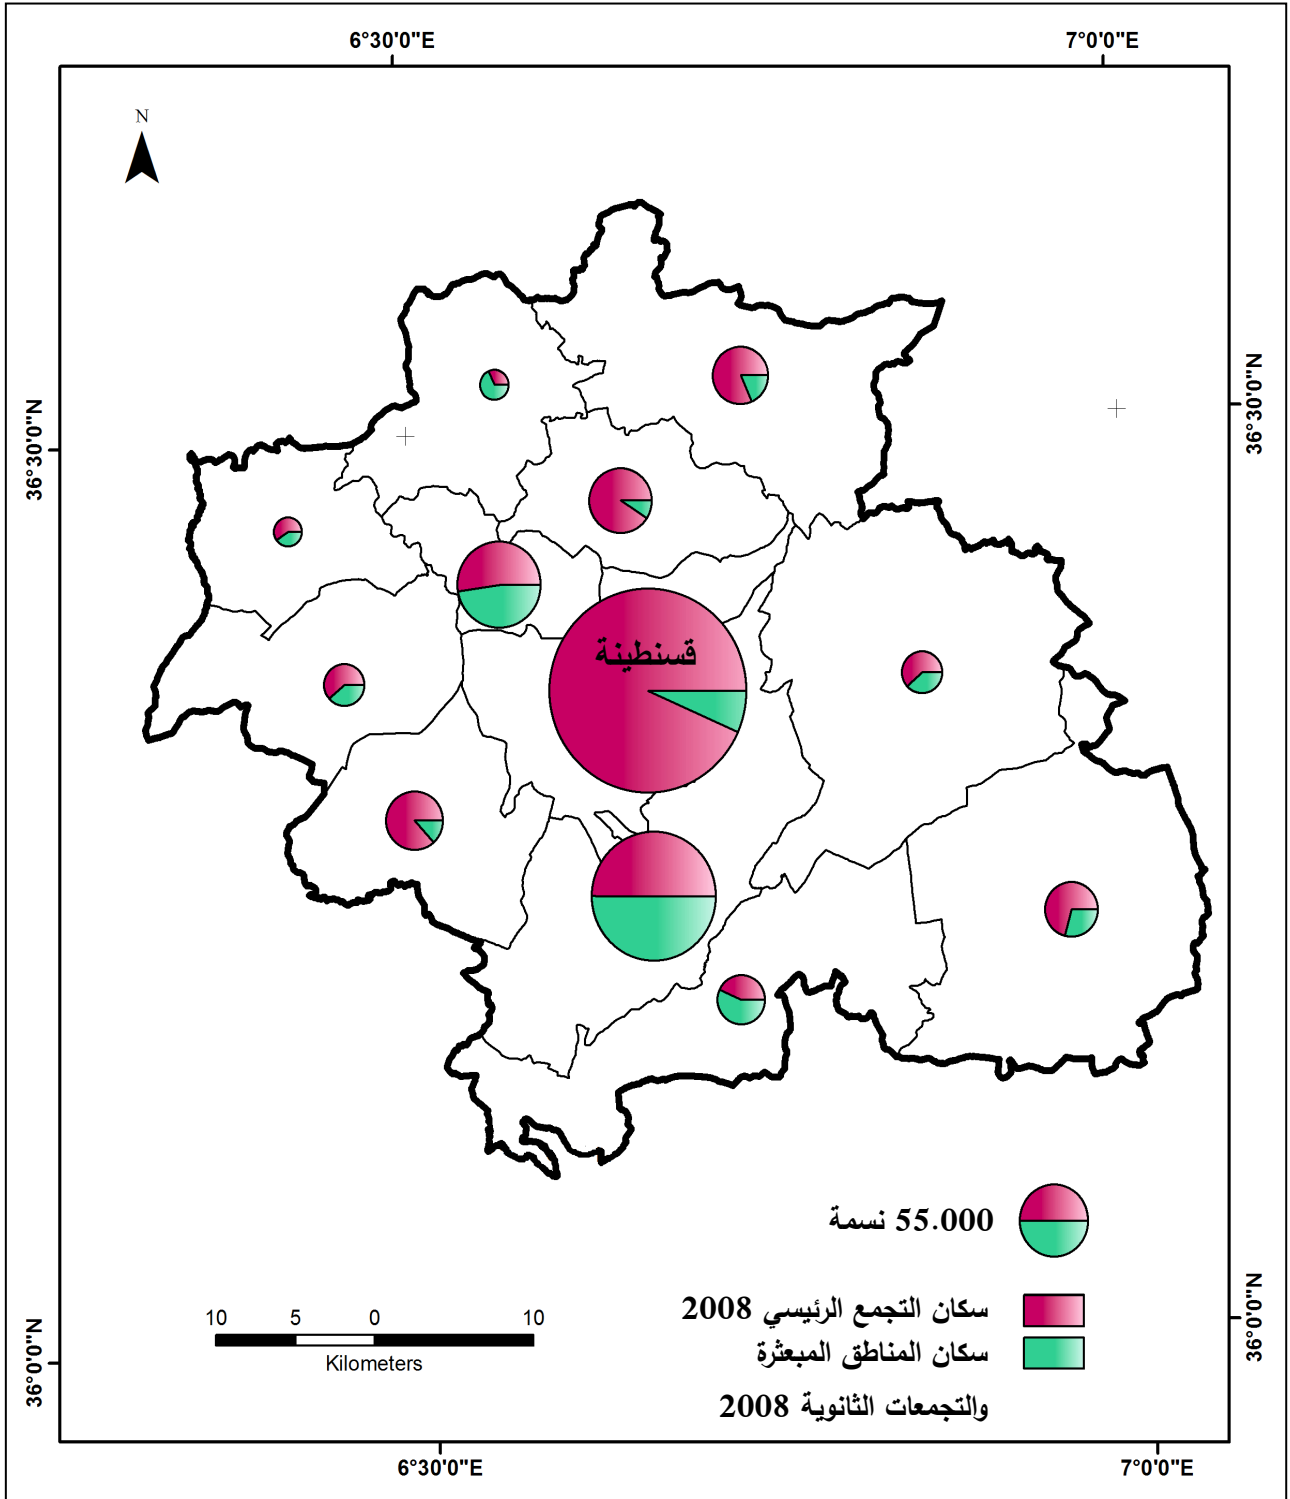 6°30'0"E
7°0'0"E
N
36°30'0"N
36°30'0"N
قسنطينة
55.000 نسمة
سكان التجمع الرئيسي 2008
سكان المناطق المبعثرة
والتجمعات الثانوية 2008
10 5 0 10
Kilometers
36°0'0"N
36°0'0"N
6°30'0"E
7°0'0"E